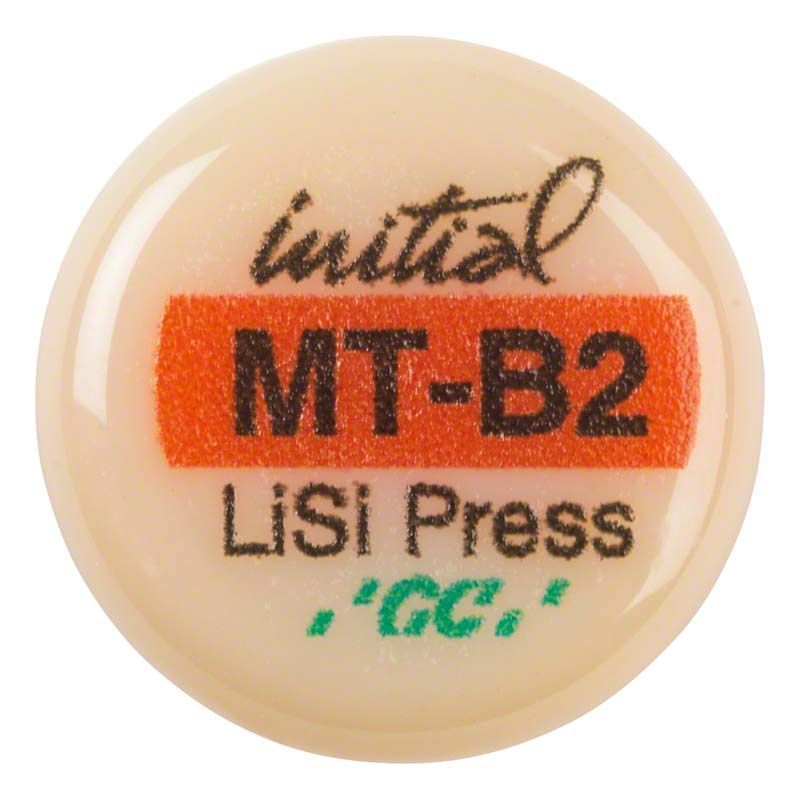 initial
MT-B2
LiSi Press
GC